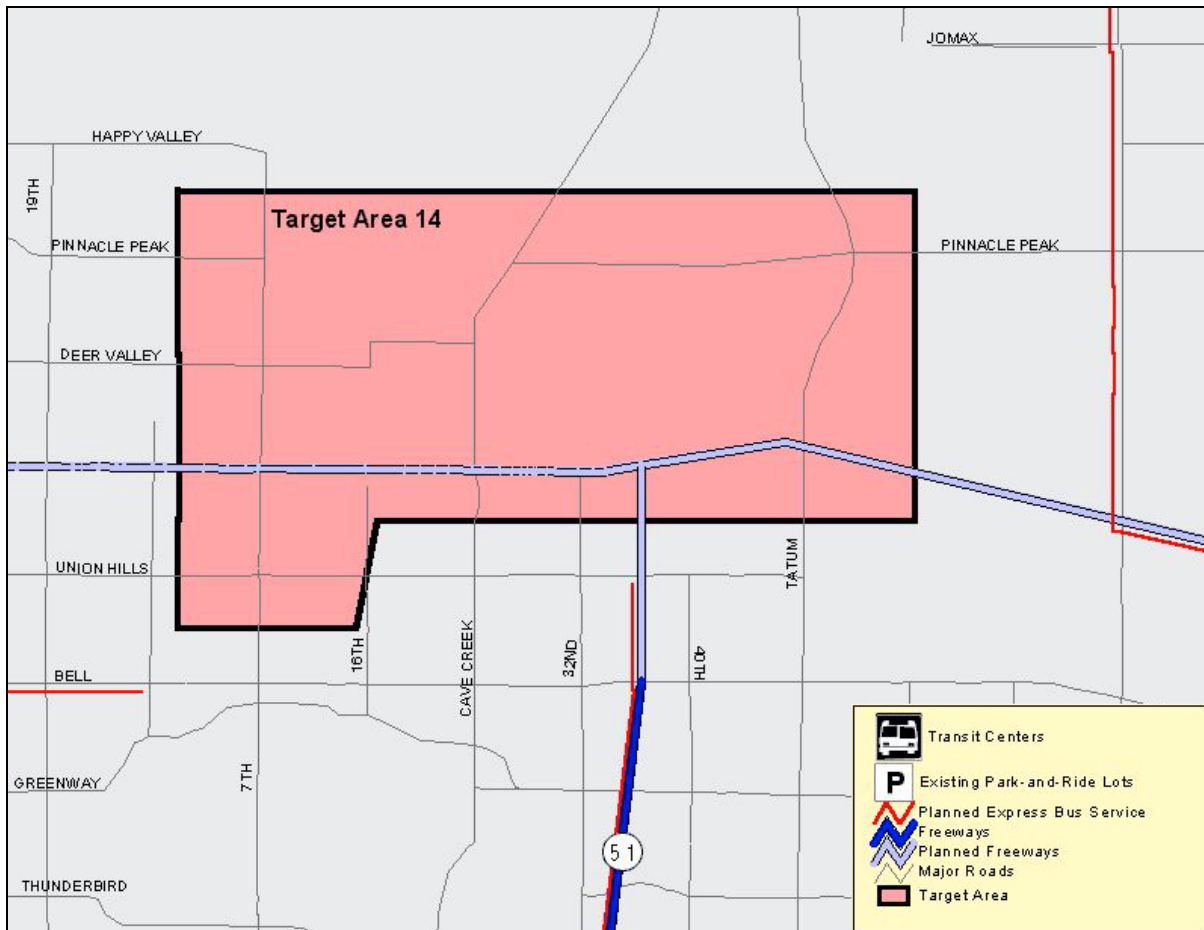 JOMAX
HAPPY VALLEY
19TH
Target Area 14
PINNACLE PEAK
PINNACLE PEAK
DEER VALLEY
UNION HILLS
TATUM
16TH
CAVE CREEK
32ND
40TH
BELL
7TH
GREENWAY
THUNDERBIRD
51
Transit Centers
P
Existing Park-and-Ride Lots
Planned Express Bus Service
Freeways
Planned Freeways
Major Roads
Target Area